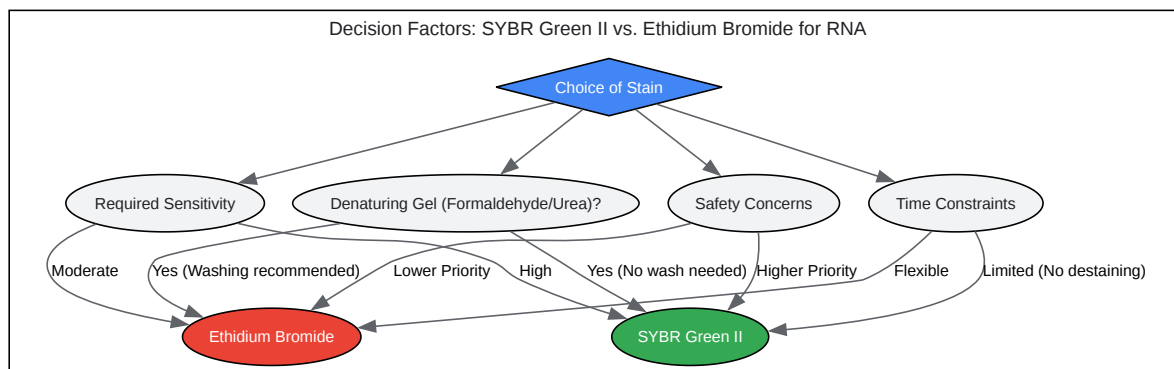 Decision Factors: SYBR Green II vs. Ethidium Bromide for RNA
Choice of Stain
Required Sensitivity
Denaturing Gel (Formaldehyde/Urea)?
Safety Concerns
Time Constraints
Moderate
Yes (Washing recommended)
Lower Priority
High
Yes (No wash needed)
Higher Priority
Flexible
Limited (No destaining)
Ethidium Bromide
SYBR Green II